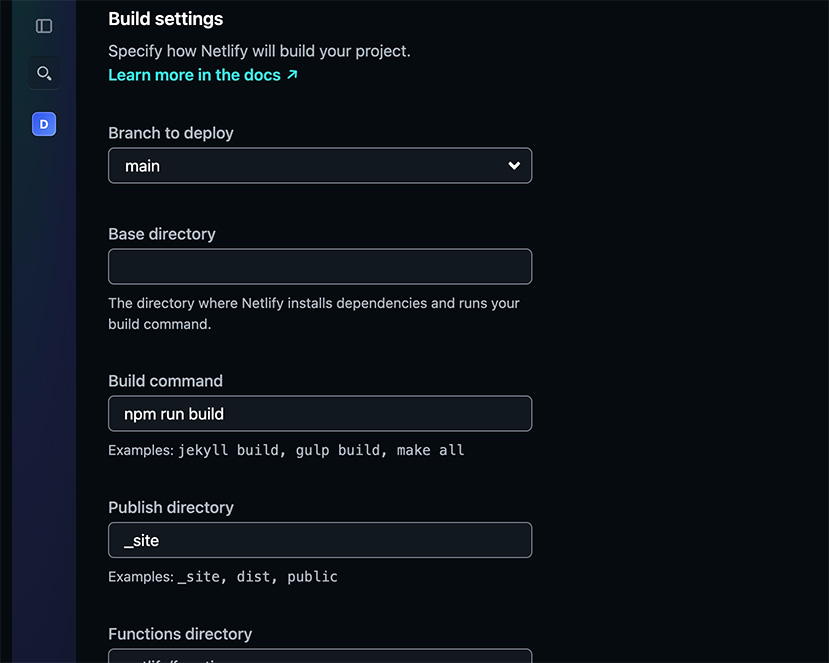 Build settings
Specify how Netlify will build your project.
Learn more in the docs ↗
D
Branch to deploy
main
Base directory
The directory where Netlify installs dependencies and runs your
build command.
Build command
npm run build
Examples: jekyll build, gulp build, make all
Publish directory
_site
Examples: _site, dist, public
Functions directory